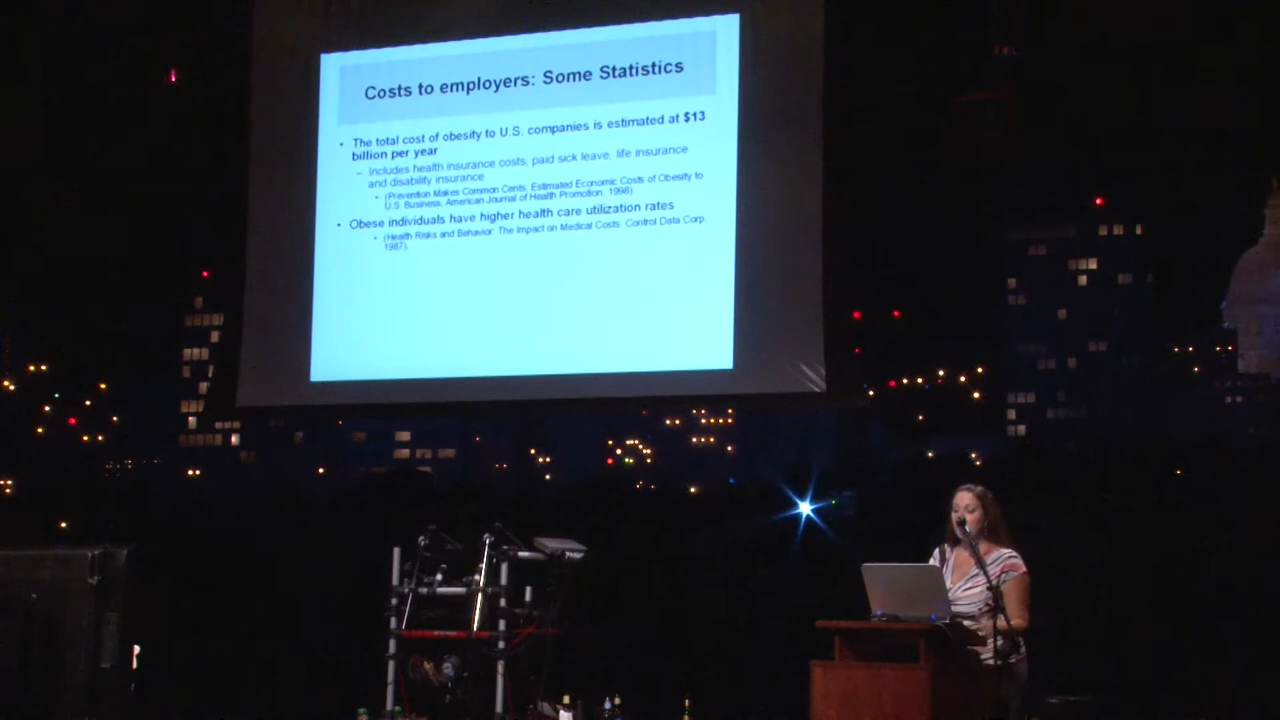 Costs to employers: Some Statistics
• The total cost of obesity to U.S. companies is estimated at $13
billion per year
– Includes health insurance costs, paid sick leave, life insurance
and disability insurance
• (Prevention Makes Common Cents: Estimated Economic Costs of Obesity to
U.S. Business, American Journal of Health Promotion, 1998).
• Obese individuals have higher health care utilization rates
• (Health Risks and Behavior: The Impact on Medical Costs. Control Data Corp.
1987).